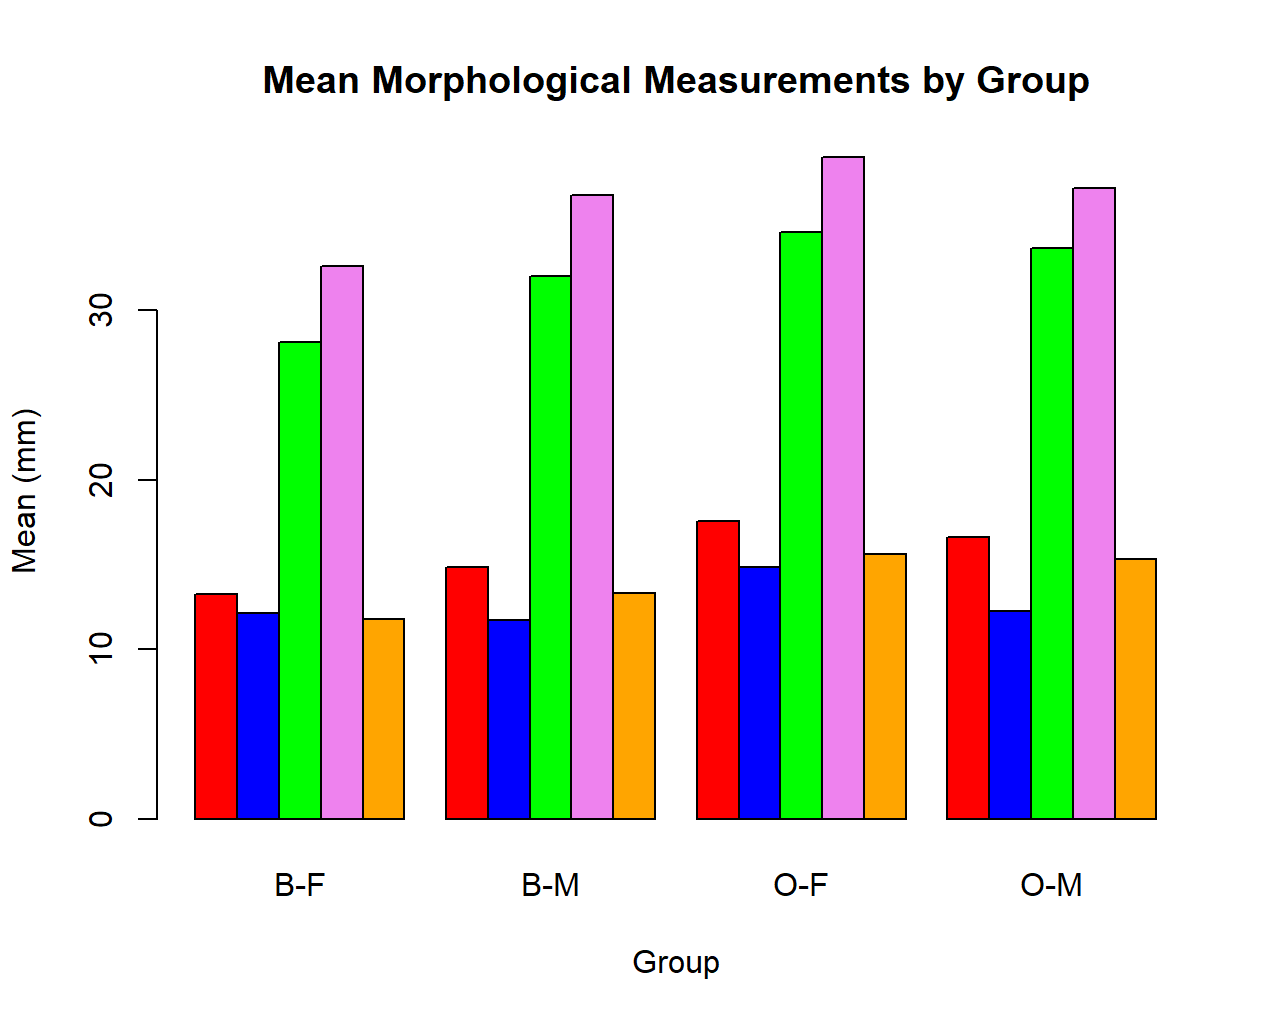 Mean Morphological Measurements by Group
Mean (mm)
30
20
10
0
B-F B-M O-F O-M
Group